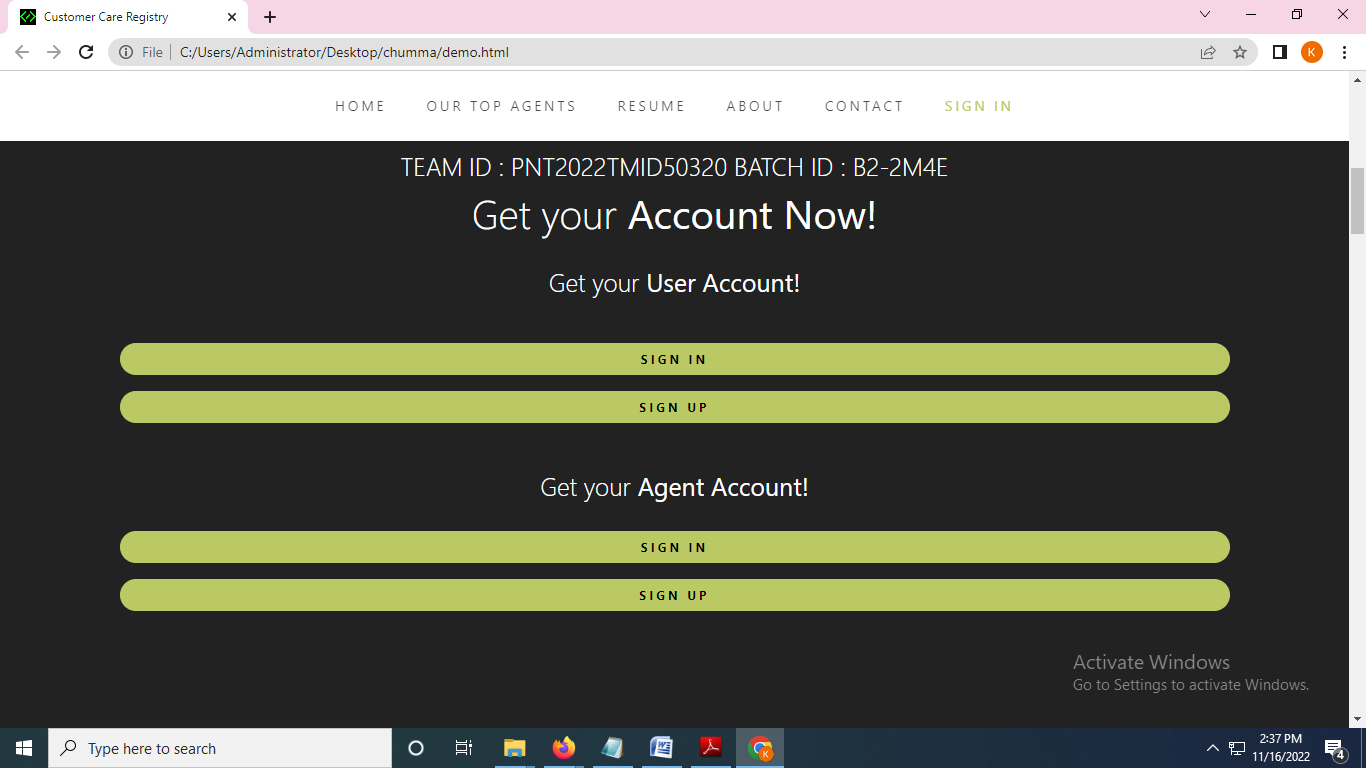 Customer Care Registry
File
C:/Users/Administrator/Desktop/chumma/demo.html
K
HOME OUR TOP AGENTS RESUME ABOUT CONTACT SIGN IN
TEAM ID : PNT2022TMID50320 BATCH ID : B2-2M4E
Get your Account Now!
Get your User Account!
SIGN IN
SIGN UP
Get your Agent Account!
SIGN IN
SIGN UP
Activate Windows
Go to Settings to activate Windows.
Type here to search
W
K
2:37 PM
11/16/2022
4